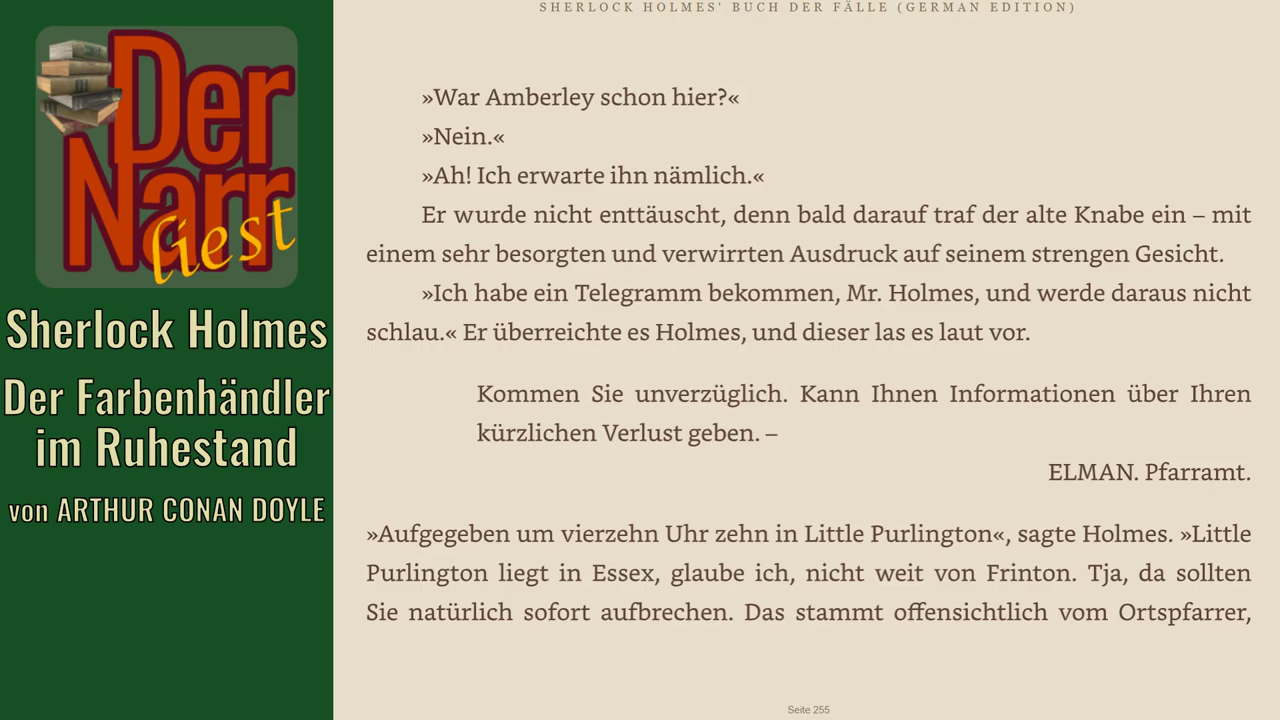 Der
Narr
liest
Sherlock Holmes
Der Farbenhändler
im Ruhestand
von ARTHUR CONAN DOYLE
SHERLOCK HOLMES' BUCH DER FÄLLE (GERMAN EDITION)
»War Amberley schon hier?«
»Nein.«
»Ah! Ich erwarte ihn nämlich.«
Er wurde nicht enttäuscht, denn bald darauf traf der alte Knabe ein – mit
einem sehr besorgten und verwirrten Ausdruck auf seinem strengen Gesicht.
»Ich habe ein Telegramm bekommen, Mr. Holmes, und werde daraus nicht
schlau.« Er überreichte es Holmes, und dieser las es laut vor.
Kommen Sie unverzüglich. Kann Ihnen Informationen über Ihren
kürzlichen Verlust geben. –
ELMAN. Pfarramt.
»Aufgegeben um vierzehn Uhr zehn in Little Purlington«, sagte Holmes. »Little
Purlington liegt in Essex, glaube ich, nicht weit von Frinton. Tja, da sollten
Sie natürlich sofort aufbrechen. Das stammt offensichtlich vom Ortspfarrer,
Seite 255